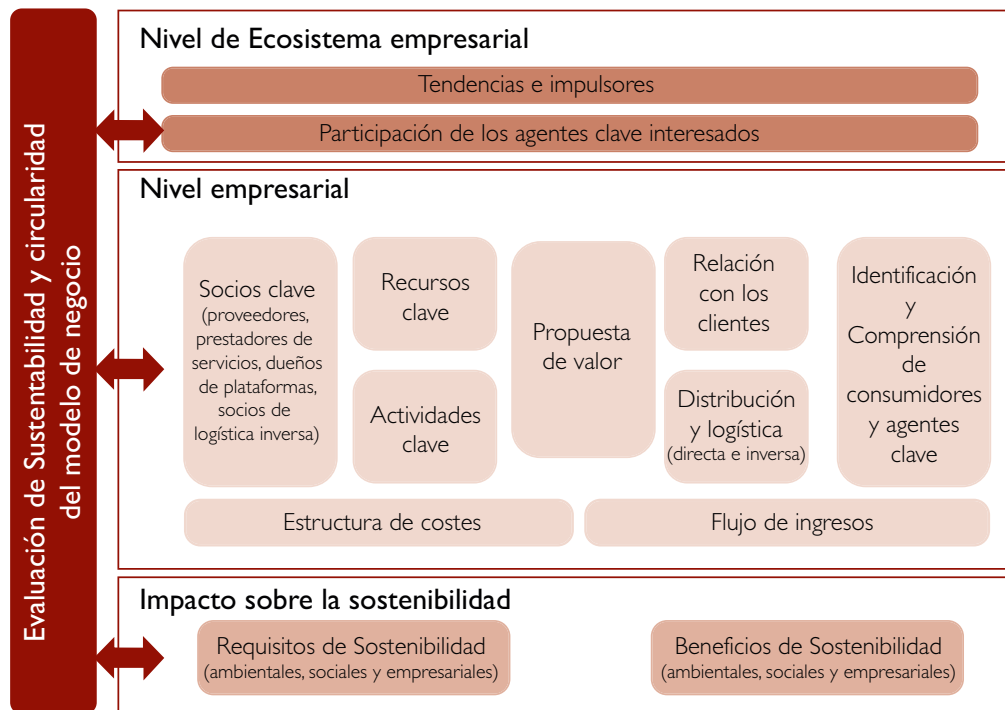 Evaluación de Sustentabilidad y circularidad
del modelo de negocio
Nivel de Ecosistema empresarial
Tendencias e impulsores
Participación de los agentes clave interesados
Nivel empresarial
Socios clave
(proveedores,
prestadores de
servicios, dueños
de plataformas,
socios de
logística inversa)
Recursos
clave
Actividades
clave
Propuesta
de valor
Relación
con los
clientes
Distribución
y logística
(directa e inversa)
Identificación
y
Comprensión
de
consumidores
y agentes
clave
Estructura de costes
Flujo de ingresos
Impacto sobre la sostenibilidad
Requisitos de Sostenibilidad
(ambientales, sociales y empresariales)
Beneficios de Sostenibilidad
(ambientales, sociales y empresariales)